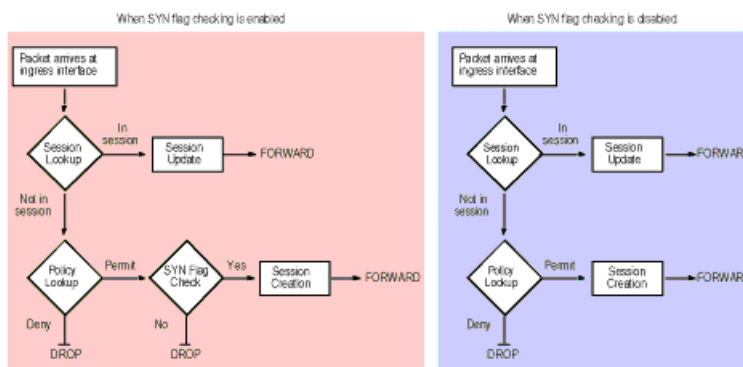 When SYN flag checking is enabled
Packet arrives at
ingress interface
Session
Lookup
In
session
Session
Update
FORWARD
Not in
session
Policy
Lookup
Permit
SYN Flag
Check
Yes
Session
Creation
FORWARD
Deny
No
DROP
DROP
When SYN flag checking is disabled
Packet arrives at
ingress interface
Session
Lookup
In
session
Session
Update
FORWAR
Not in
session
Policy
Lookup
Permit
Session
Creation
FORWAR
Deny
DROP